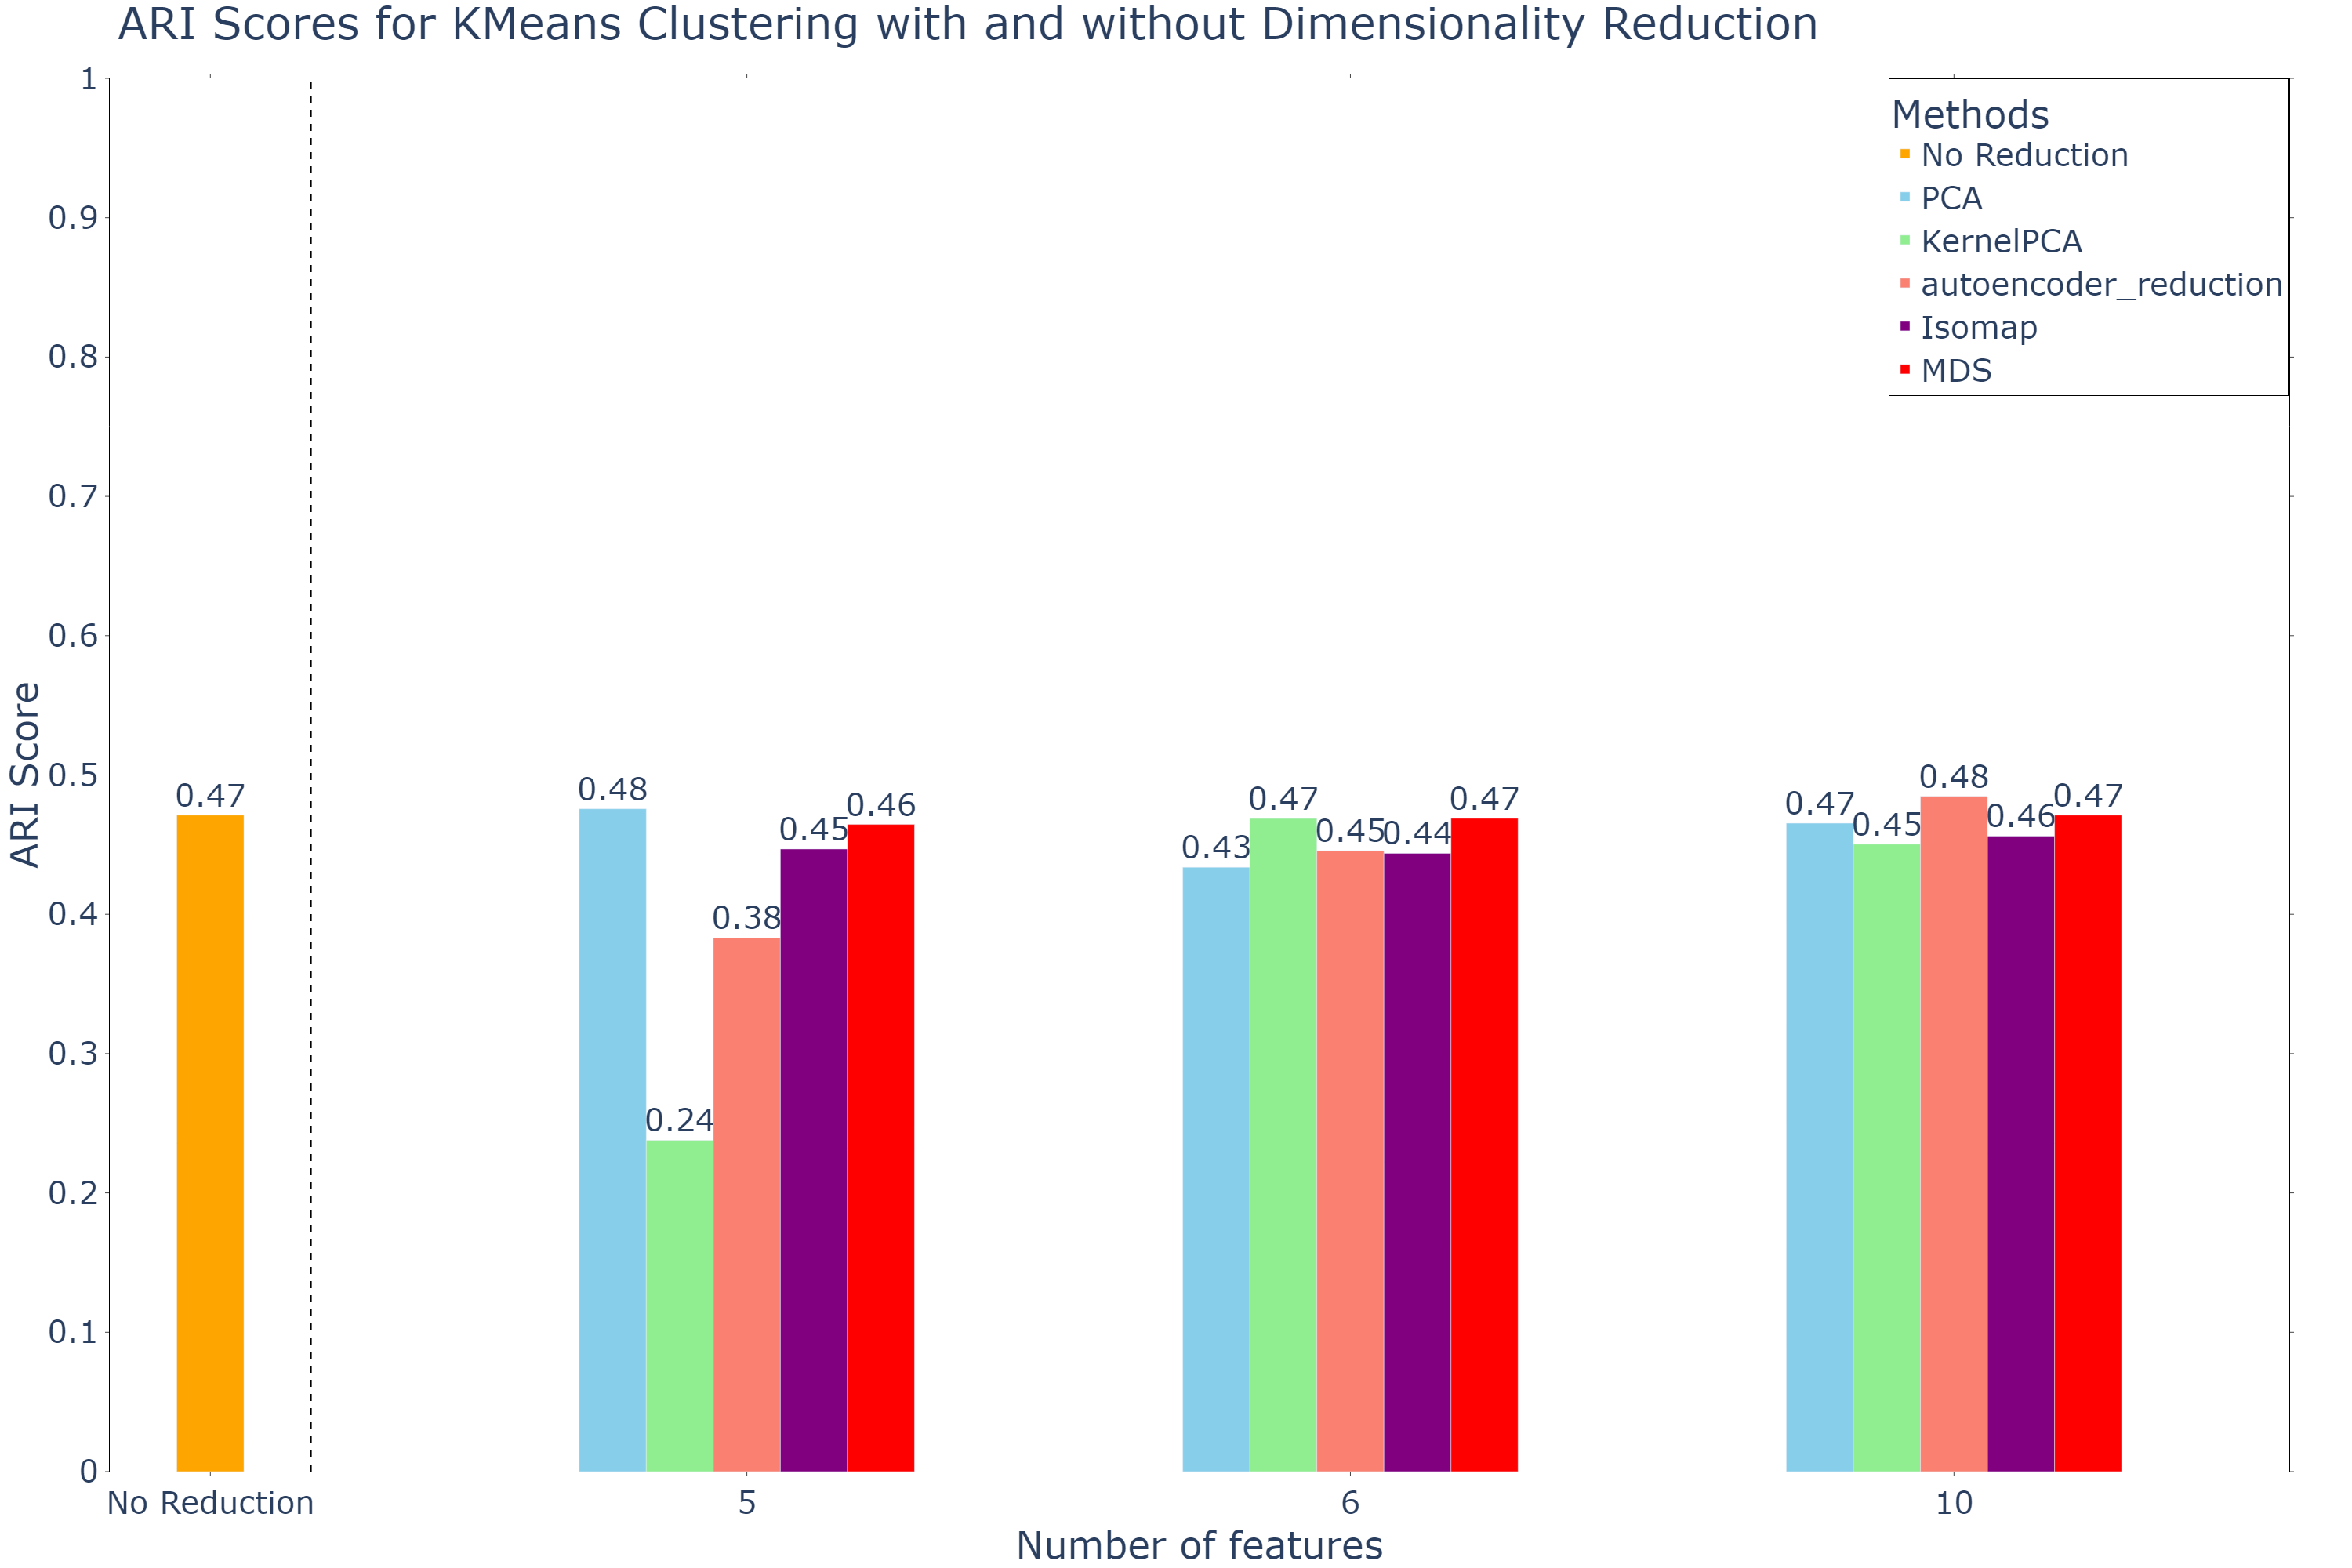 ARI Scores for KMeans Clustering with and without Dimensionality Reduction
Methods
No Reduction
PCA
KernelPCA
autoencoder_reduction
Isomap
MDS
ARI Score
1
0.9
0.8
0.7
0.6
0.5
0.4
0.3
0.2
0.1
0
0.47
0.48
0.24
0.38
0.45
0.46
0.43
0.47
0.45
0.44
0.47
0.47
0.45
0.48
0.46
0.47
No Reduction
5
6
10
Number of features